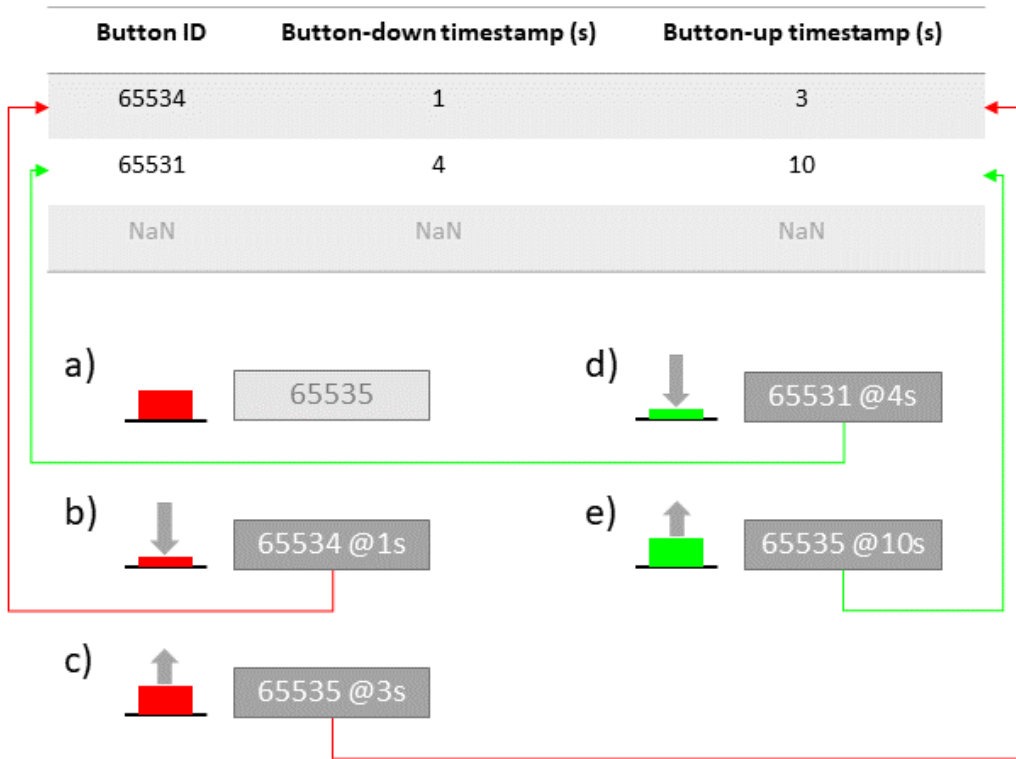 Button ID Button-down timestamp (s) Button-up timestamp (s)
65534 1 3
65531 4 10
NaN NaN NaN
a) 65535
d) 65531 @4s
b) 65534 @1s
e) 65535 @10s
c) 65535 @3s